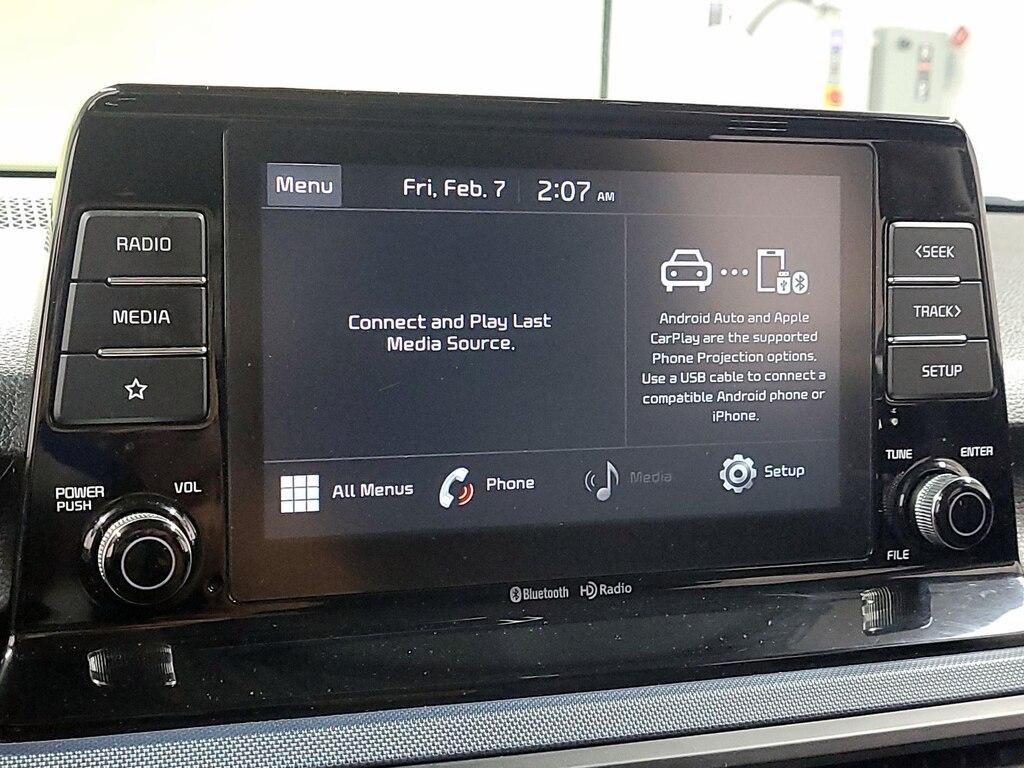 Menu
Fri, Feb. 7
2:07 AM
RADIO
MEDIA
POWER
PUSH
VOL
Connect and Play Last
Media Source.
Android Auto and Apple
CarPlay are the supported
Phone Projection options.
Use a USB cable to connect a
compatible Android phone or
iPhone.
All Menus
Phone
Media
Setup
<SEEK
TRACK>
SETUP
TUNE
ENTER
FILE
Bluetooth
HD Radio